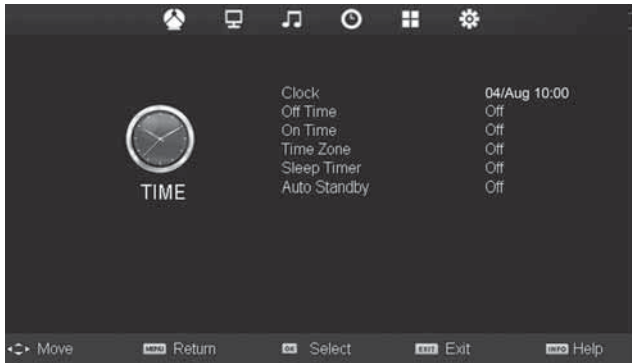 Clock 04/Aug 10:00
Off Time Off
On Time Off
Time Zone Off
Sleep Timer Off
Auto Standby Off
TIME
Move MENU Return OK Select EXIT Exit INFO Help